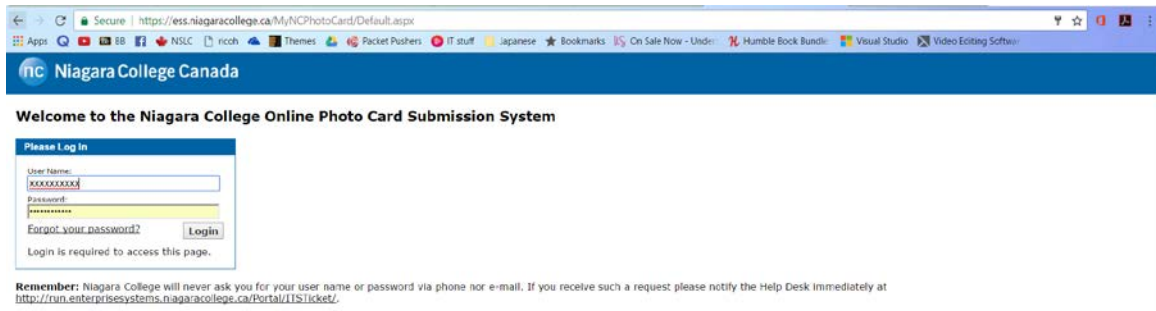 Secure | https://ess.niagaracollege.ca/MyNCPhotoCard/Default.aspx
Apps BB NSLC ricoh Themes Packet Pushers IT stuff Japanese Bookmarks On Sale Now - Under Humble Book Bundle Visual Studio Video Editing Softwar
nc Niagara College Canada
Welcome to the Niagara College Online Photo Card Submission System
Please Log In
User Name:
xxxxxxxxxx
Password:
••••••••••••
Forgot your password? Login
Login is required to access this page.
Remember: Niagara College will never ask you for your user name or password via phone nor e-mail. If you receive such a request please notify the Help Desk immediately at
http://run.enterprisesystems.niagaracollege.ca/Portal/ITSTicket/.